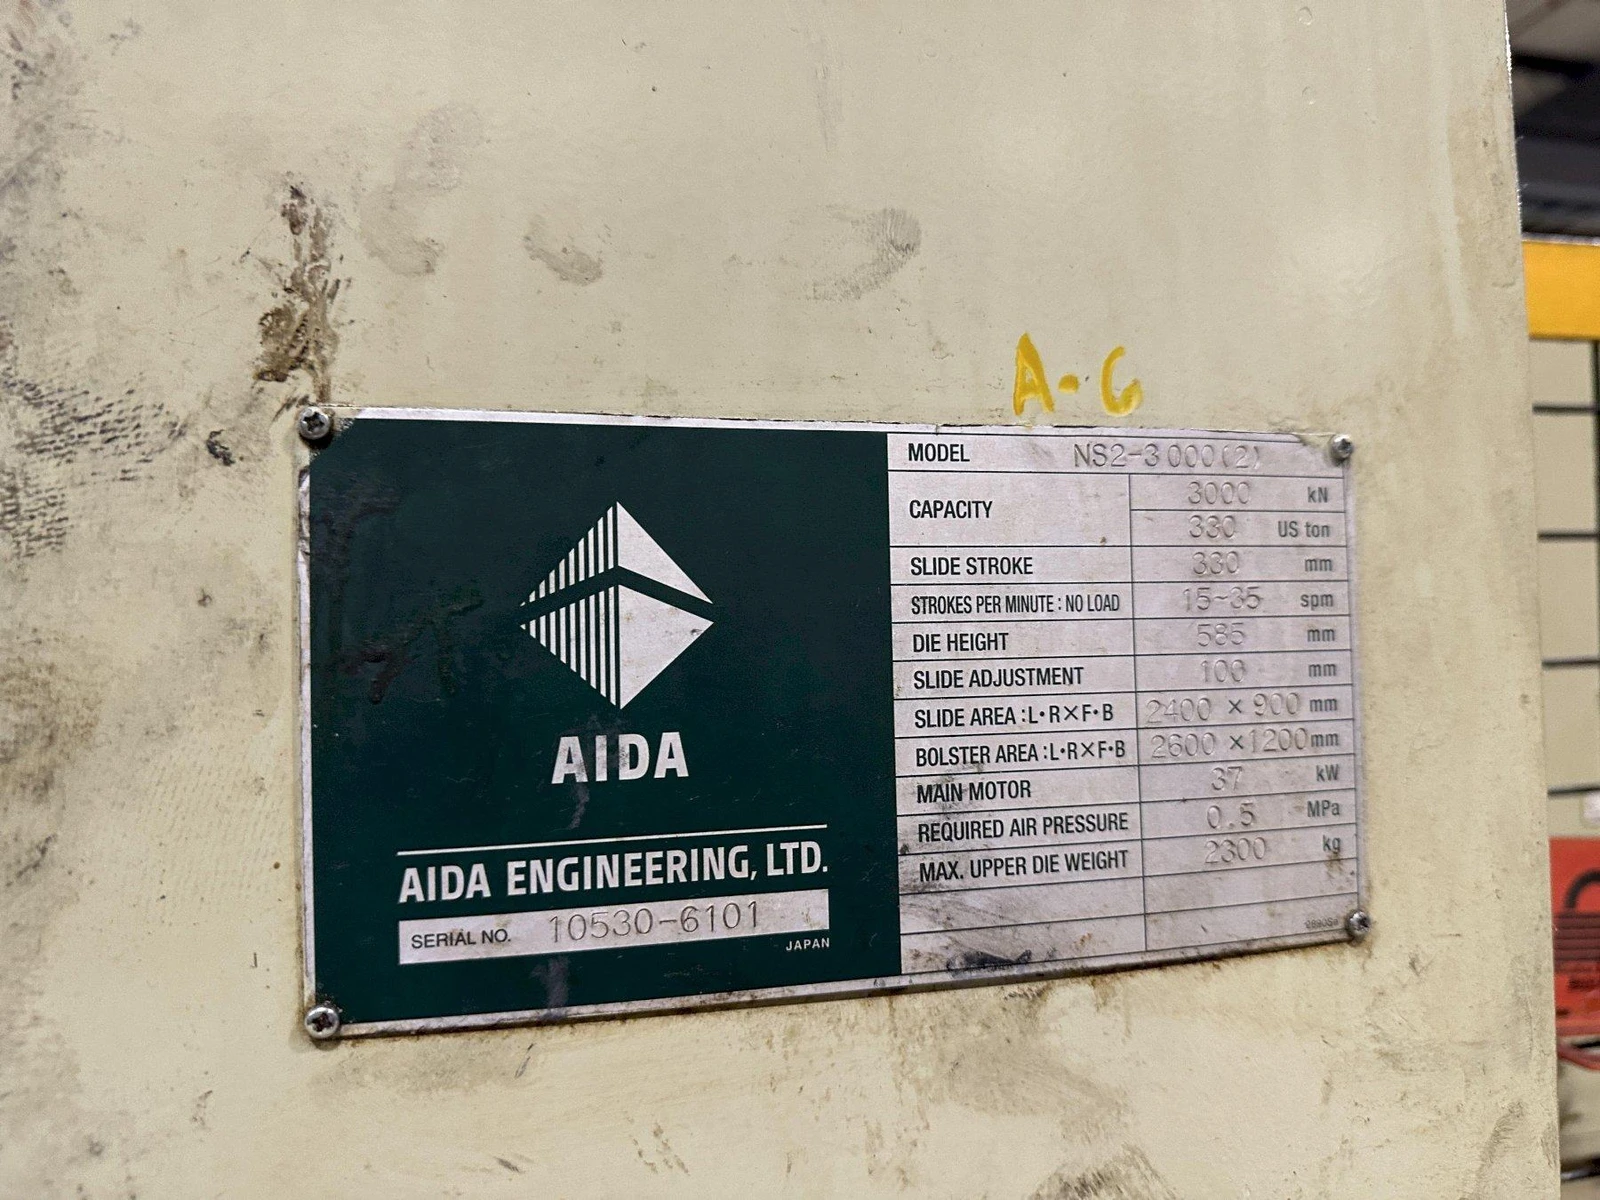 A-6
AIDA
AIDA ENGINEERING, LTD.
SERIAL NO. 10530-6101
JAPAN
MODEL NS2-3000(2)
CAPACITY 3000 kN
330 US ton
SLIDE STROKE 330 mm
STROKES PER MINUTE : NO LOAD 15~35 spm
DIE HEIGHT 585 mm
SLIDE ADJUSTMENT 100 mm
SLIDE AREA : L・R×F・B 2400 × 900 mm
BOLSTER AREA : L・R×F・B 2600 ×1200 mm
MAIN MOTOR 37 kW
REQUIRED AIR PRESSURE 0.5 MPa
MAX. UPPER DIE WEIGHT 2300 kg